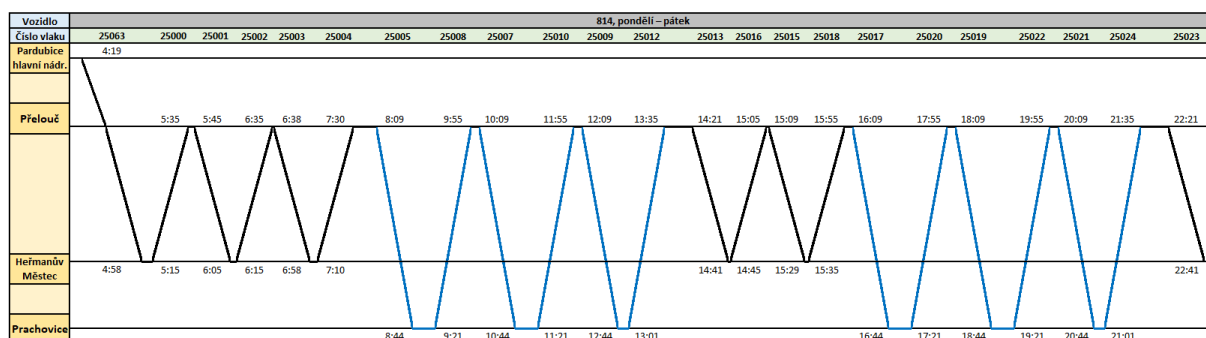 Vozidlo 814, pondělí – pátek
Číslo vlaku 25063 25000 25001 25002 25003 25004 25005 25008 25007 25010 25009 25012 25013 25016 25015 25018 25017 25020 25019 25022 25021 25024 25023
Pardubice 4:19
hlavní nádr.
Přelouč 5:35 5:45 6:35 6:38 7:30 8:09 9:55 10:09 11:55 12:09 13:35 14:21 15:05 15:09 15:55 16:09 17:55 18:09 19:55 20:09 21:35 22:21
Heřmanův
Městec 4:58 5:15 6:05 6:15 6:58 7:10 14:41 14:45 15:29 15:35 22:41
Prachovice 8:44 9:21 10:44 11:21 12:44 13:01 16:44 17:21 18:44 19:21 20:44 21:01